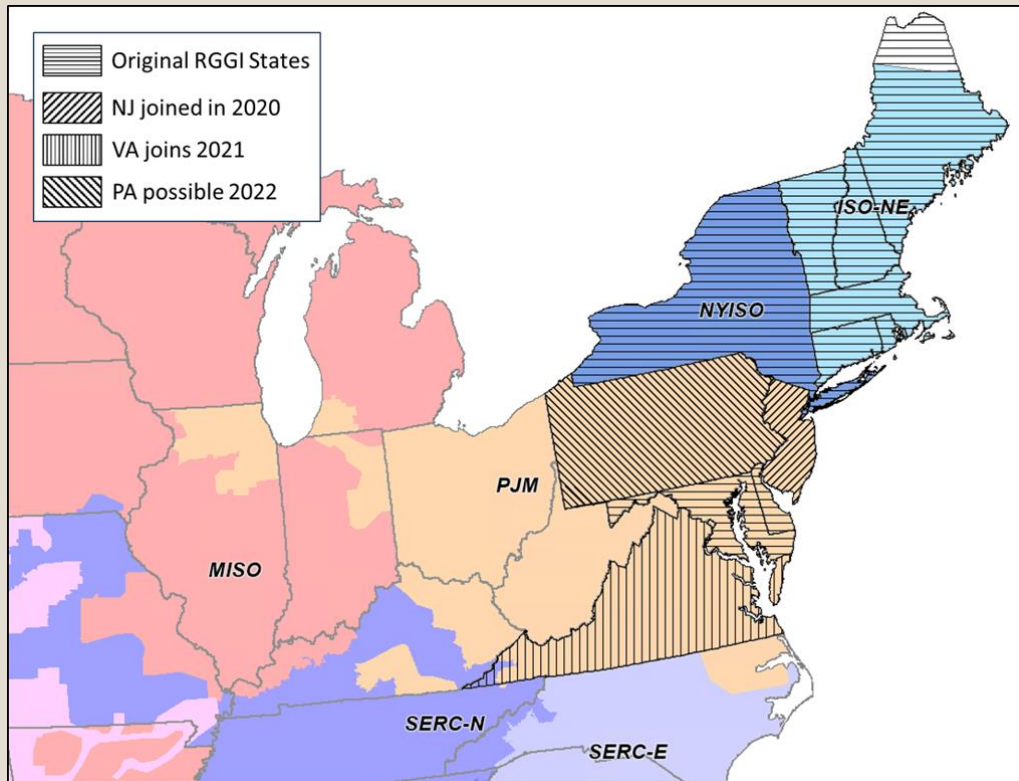 Original RGGI States
NJ joined in 2020
VA joins 2021
PA possible 2022
ISO-NE
NYISO
PJM
MISO
SERC-N
SERC-E